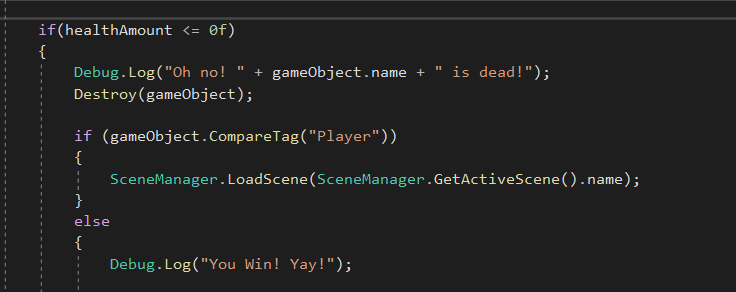 if(healthAmount <= 0f)
{
Debug.Log("Oh no! " + gameObject.name + " is dead!");
Destroy(gameObject);
if (gameObject.CompareTag("Player"))
{
SceneManager.LoadScene(SceneManager.GetActiveScene().name);
}
else
{
Debug.Log("You Win! Yay!");